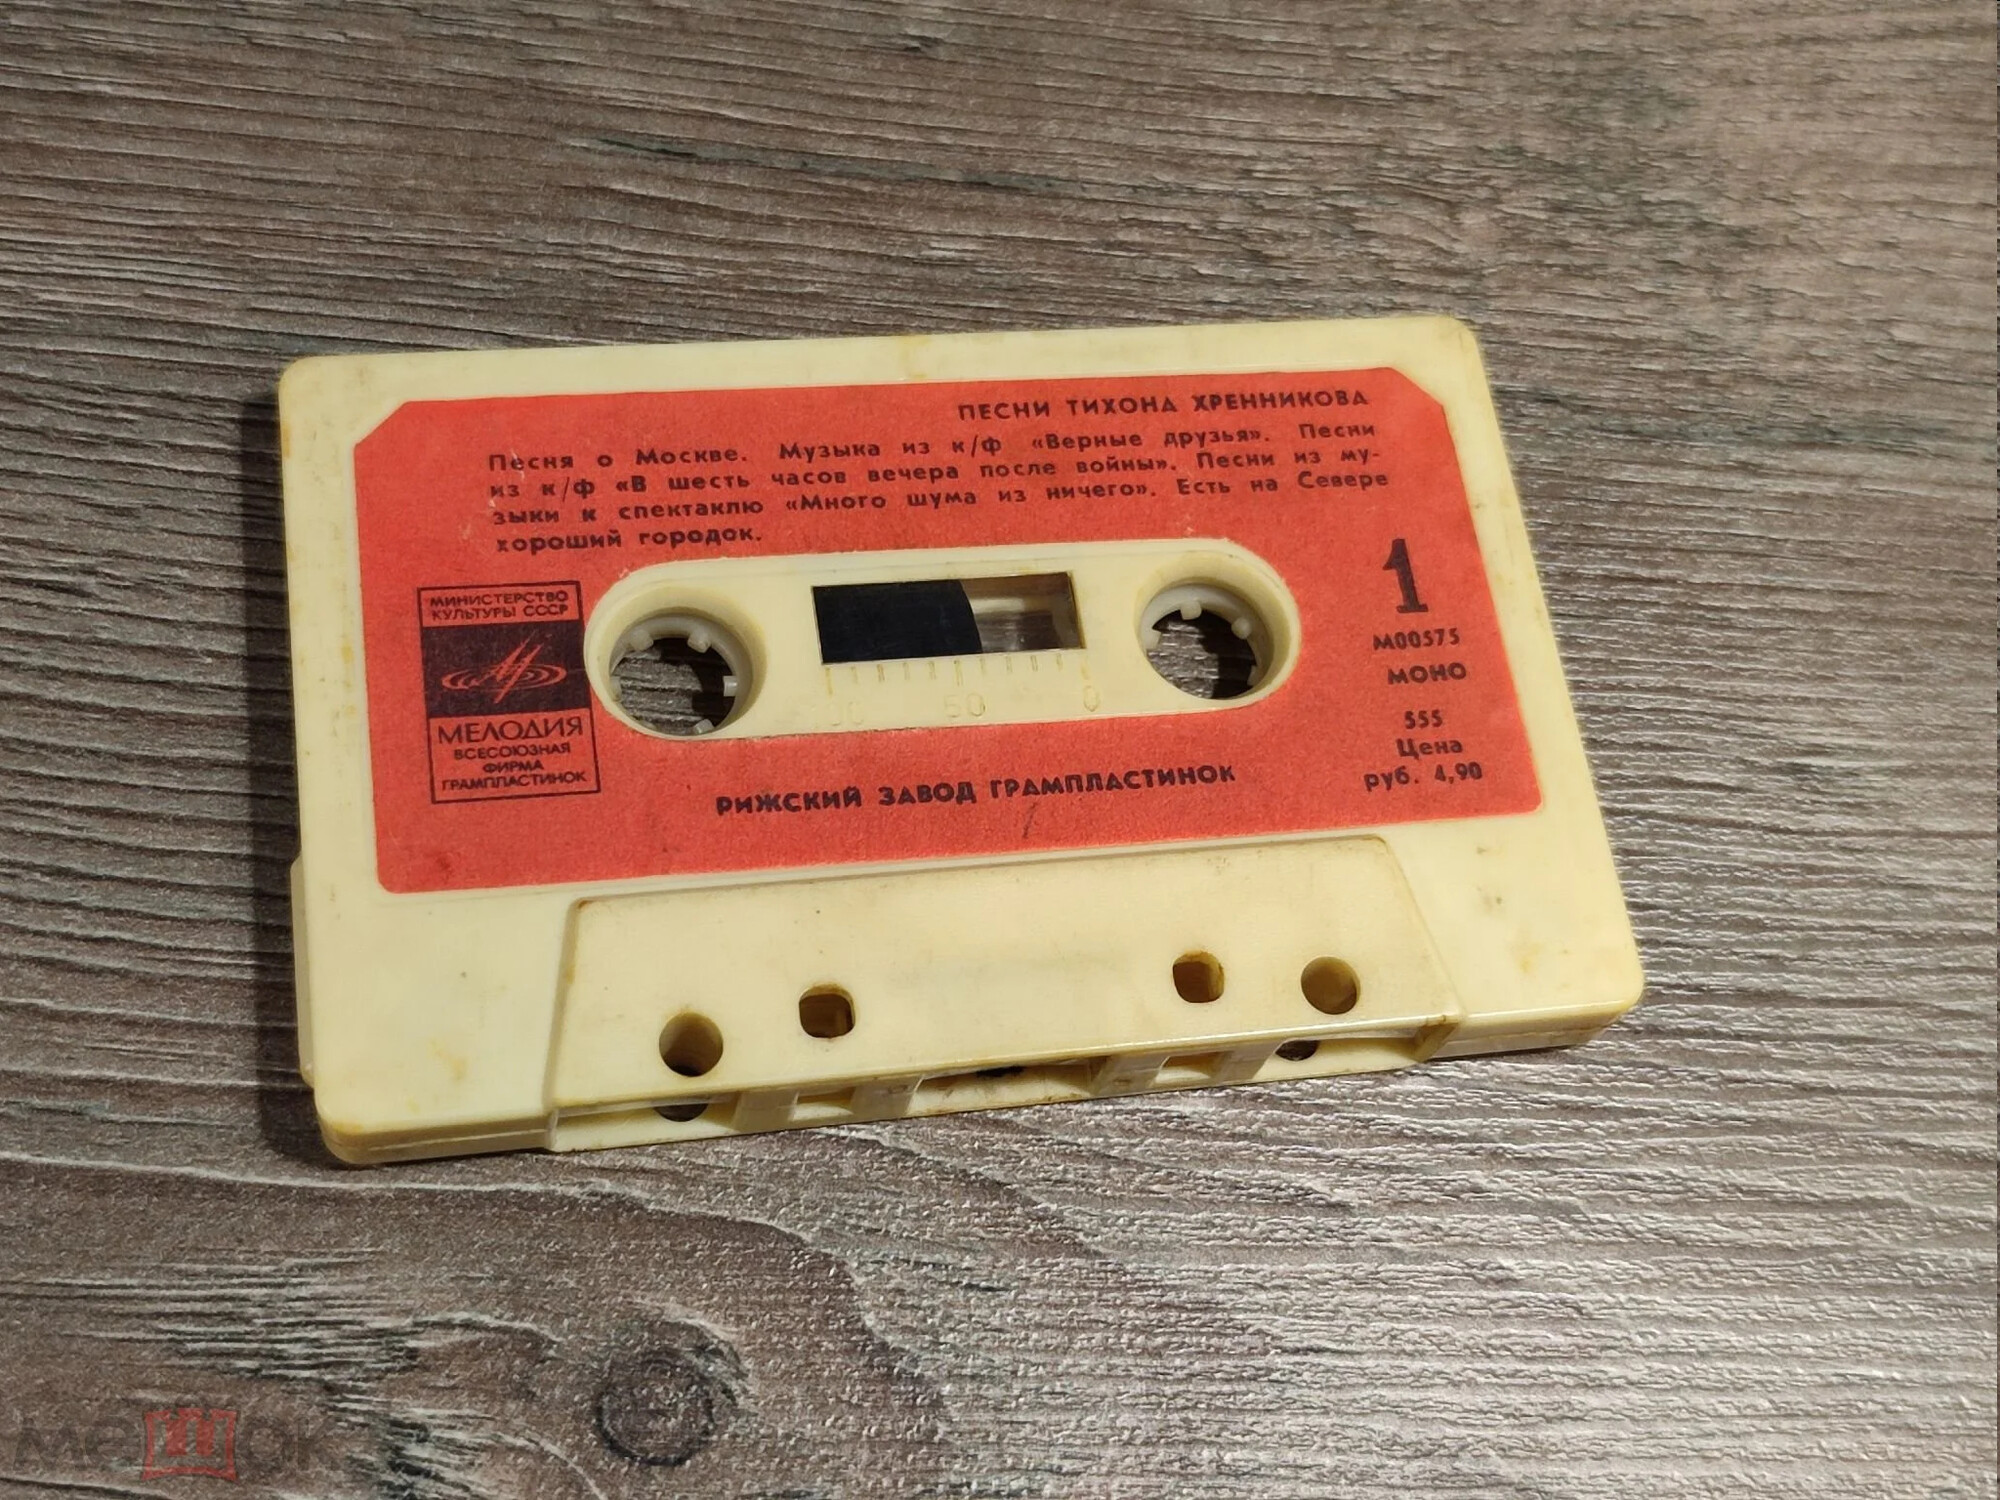 ПЕСНИ ТИХОНА ХРЕННИКОВА
Песня о Москве. Музыка из к/ф «Верные друзья». Песни
из к/ф «В шесть часов вечера после войны». Песни из му-
зыки к спектаклю «Много шума из ничего». Есть на Севере
хороший городок.
МИНИСТЕРСТВО
КУЛЬТУРЫ СССР
МЕЛОДИЯ
ВСЕСОЮЗНАЯ
ФИРМА
ГРАМПЛАСТИНОК
100 50 0
1
М00575
МОНО
555
Цена
руб. 4,90
РИЖСКИЙ ЗАВОД ГРАМПЛАСТИНОК
мешок